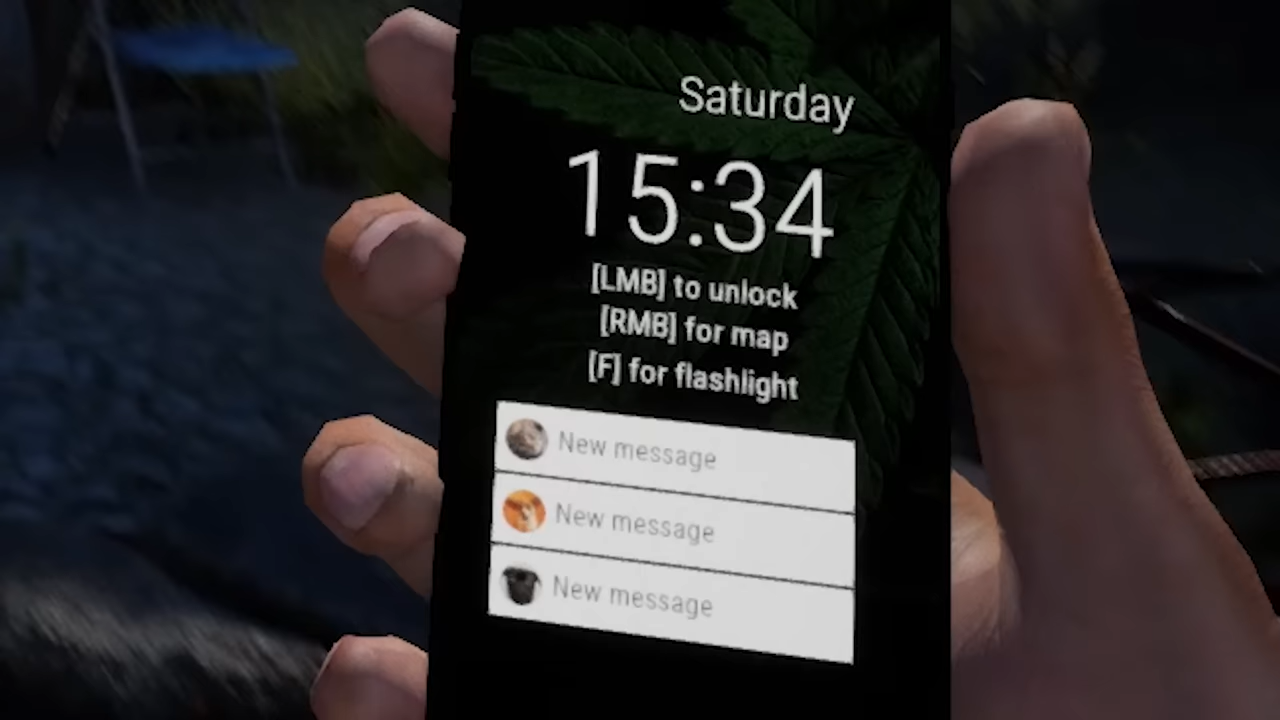 Saturday
15:34
[LMB] to unlock
[RMB] for map
[F] for flashlight
New message
New message
New message